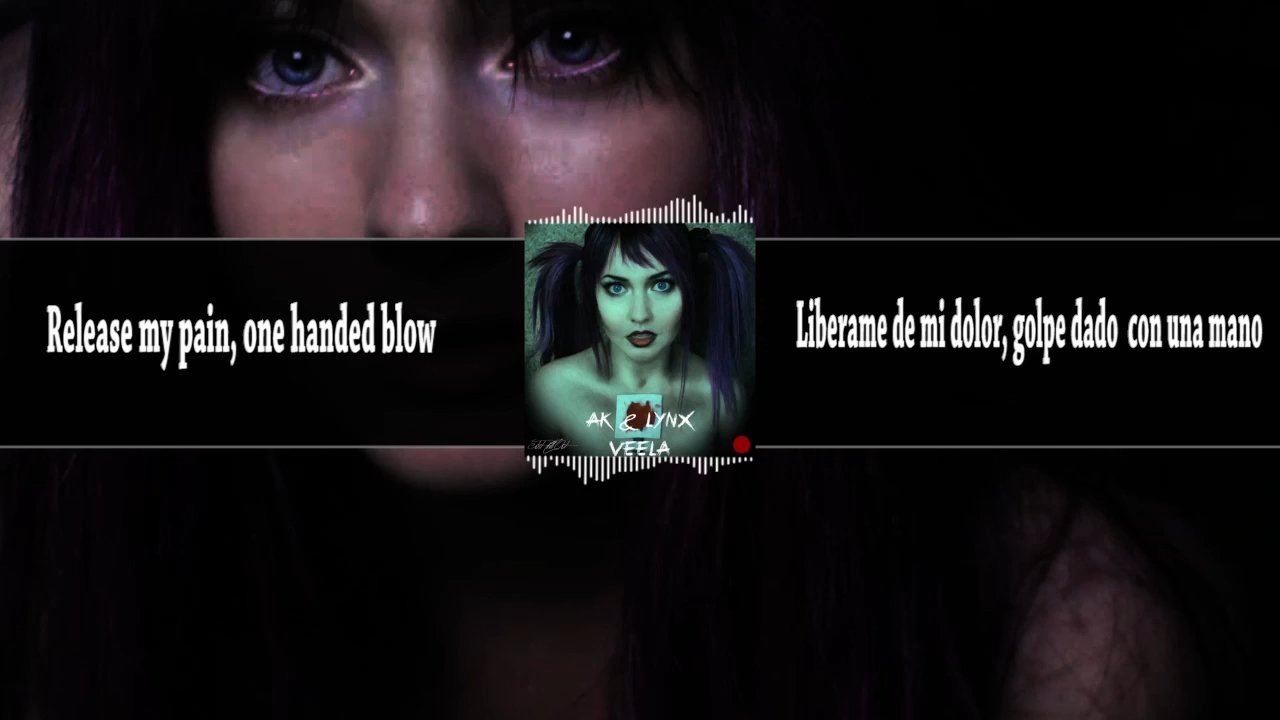 Release my pain, one handed blow
Liberame de mi dolor, golpe dado con una mano
AK & LYNX
VEELA